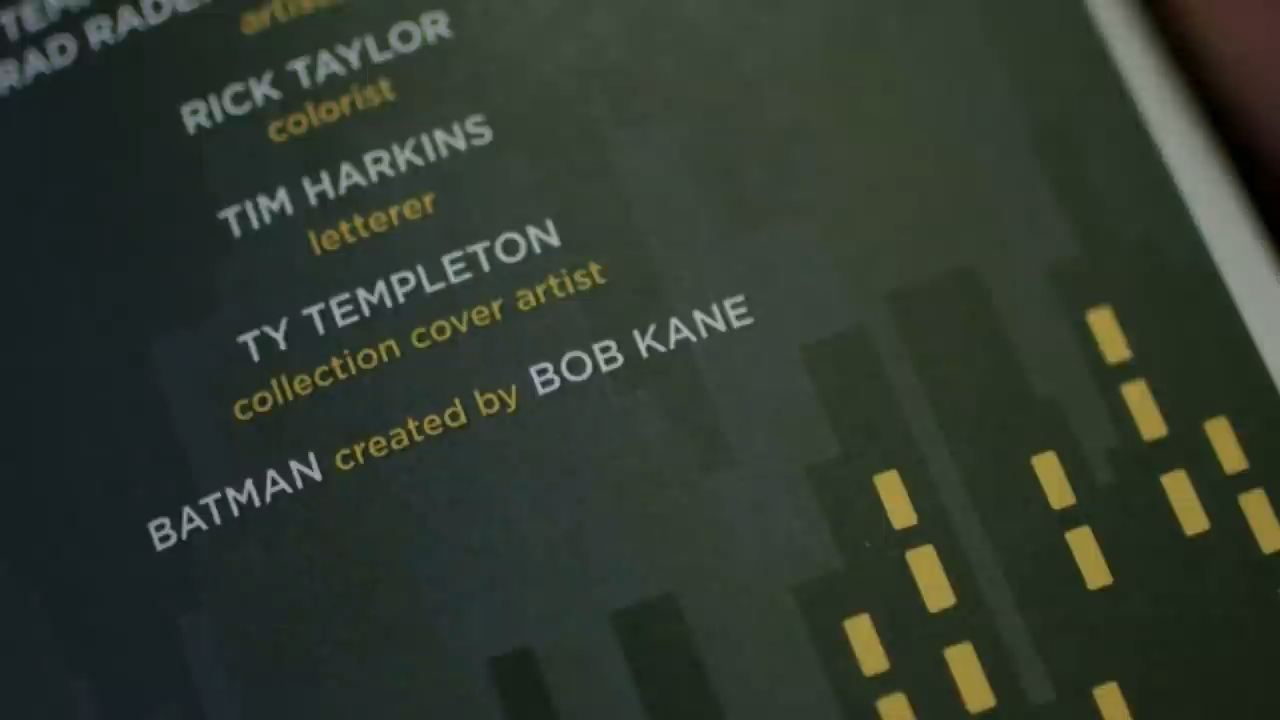 RICK TAYLOR
colorist
TIM HARKINS
letterer
TY TEMPLETON
collection cover artist
BATMAN created by BOB KANE